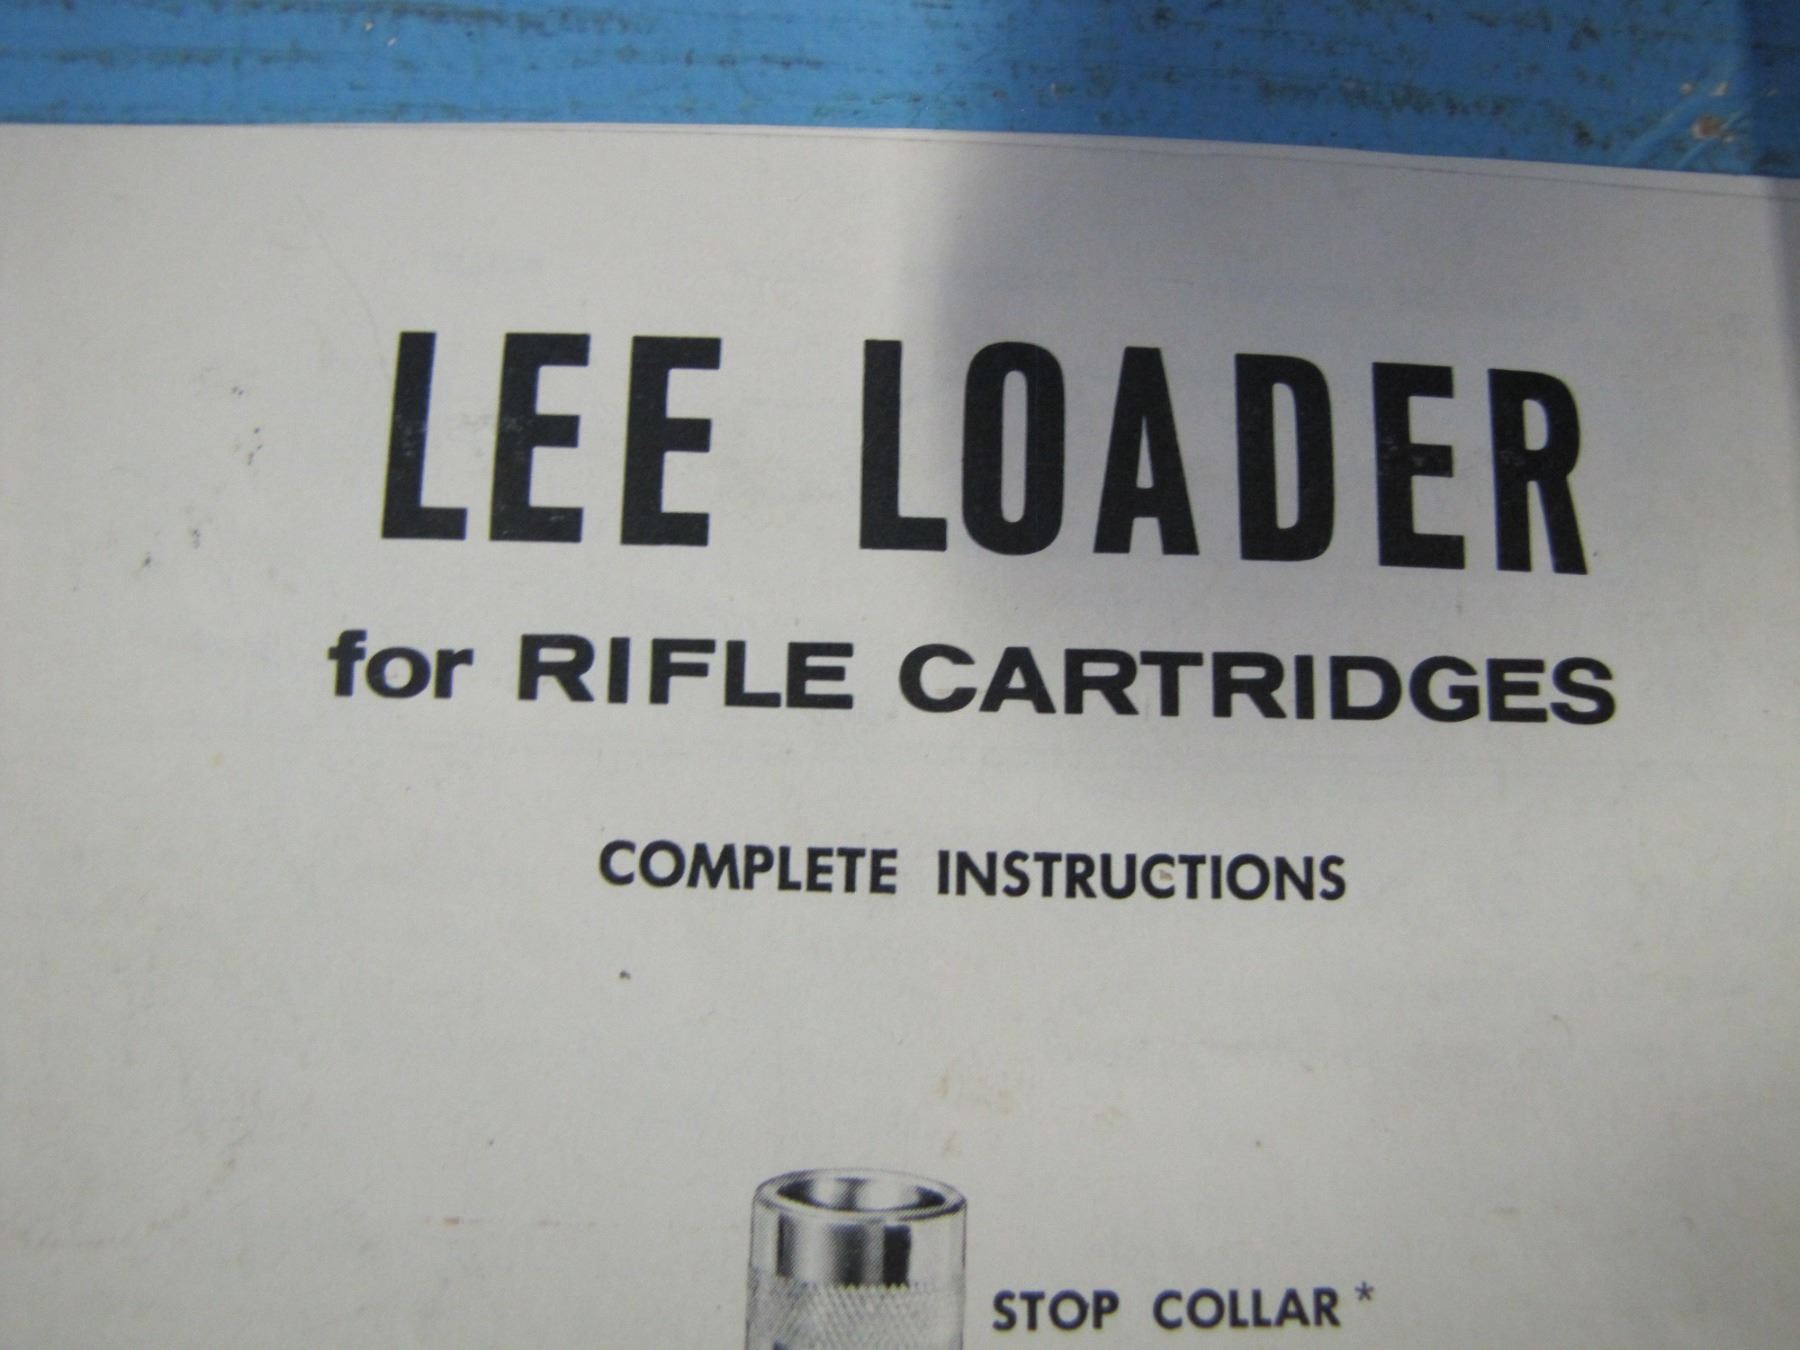 LEE LOADER
for RIFLE CARTRIDGES
COMPLETE INSTRUCTIONS
STOP COLLAR*